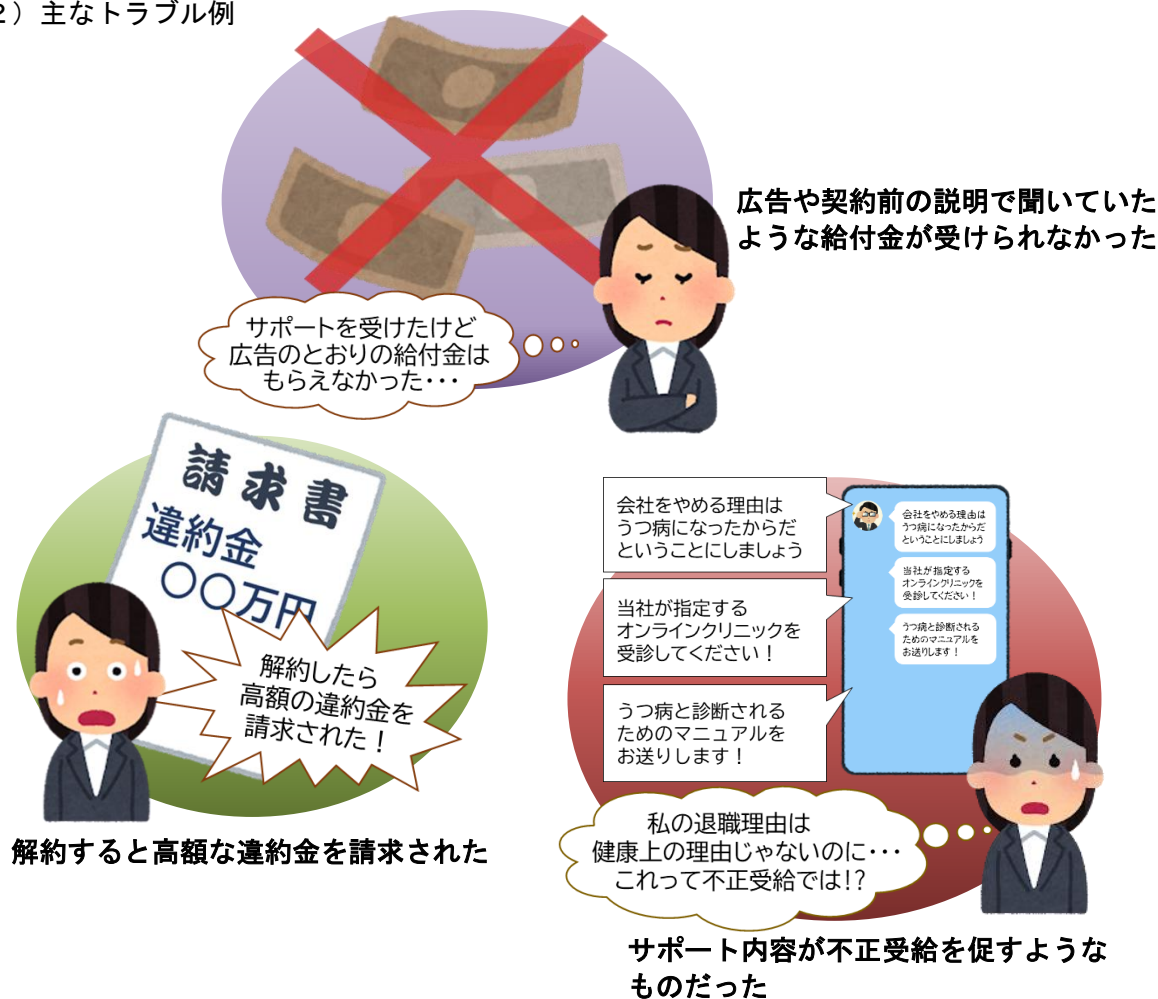 ２）主なトラブル例
広告や契約前の説明で聞いていた
ような給付金が受けられなかった
サポートを受けたけど
広告のとおりの給付金は
もらえなかった・・・
請求書
違約金
〇〇万円
解約したら
高額の違約金を
請求された！
解約すると高額な違約金を請求された
会社をやめる理由は
うつ病になったからだ
ということにしましょう
当社が指定する
オンラインクリニックを
受診してください！
うつ病と診断される
ためのマニュアルを
お送りします！
会社をやめる理由は
うつ病になったからだ
ということにしましょう
当社が指定する
オンラインクリニックを
受診してください！
うつ病と診断される
ためのマニュアルを
お送りします！
私の退職理由は
健康上の理由じゃないのに・・・
これって不正受給では!?
サポート内容が不正受給を促すような
ものだった